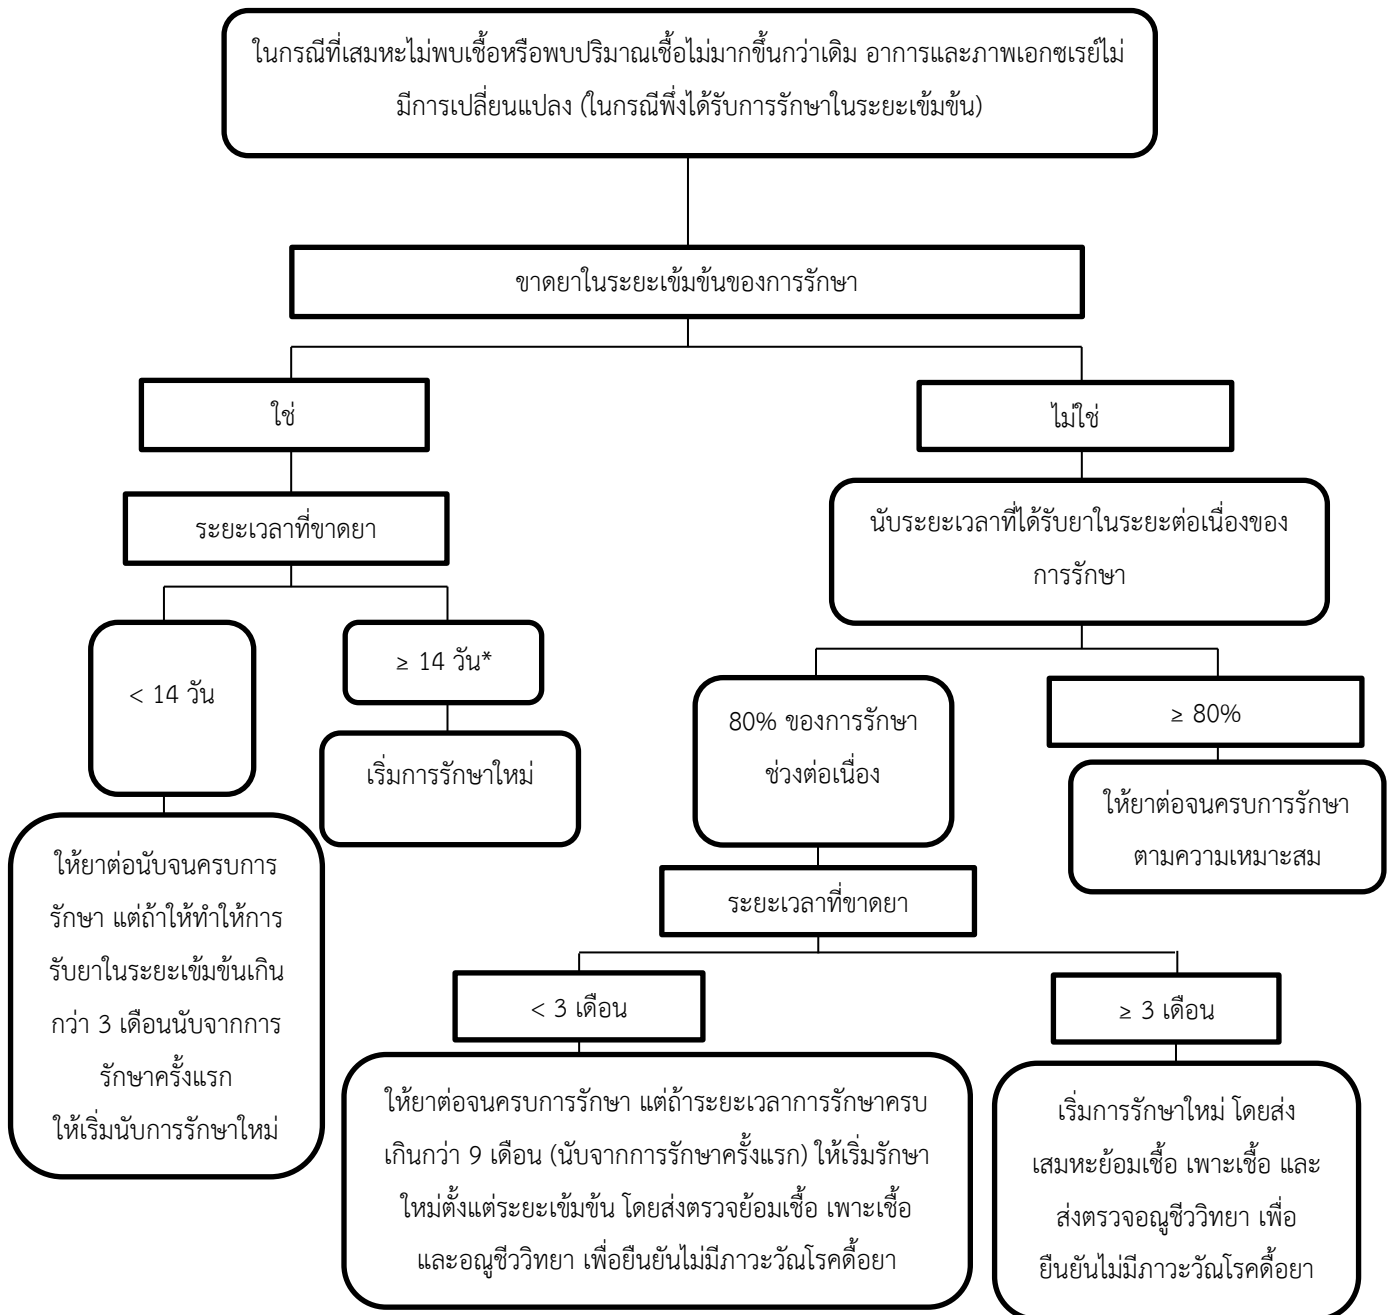 ในกรณีที่เสมหะไม่พบเชื้อหรือพบปริมาณเชื้อไม่มากขึ้นกว่าเดิม อาการและภาพเอกซเรย์ไม่
มีการเปลี่ยนแปลง (ในกรณีพึ่งได้รับการรักษาในระยะเข้มข้น)
ขาดยาในระยะเข้มข้นของการรักษา
ใช่
ไม่ใช่
ระยะเวลาที่ขาดยา
นับระยะเวลาที่ได้รับยาในระยะต่อเนื่องของ
การรักษา
< 14 วัน
≥ 14 วัน*
เริ่มการรักษาใหม่
80% ของการรักษา
ช่วงต่อเนื่อง
≥ 80%
ให้ยาต่อจนครบการรักษา
ตามความเหมาะสม
ให้ยาต่อนับจนครบการ
รักษา แต่ถ้าให้ทำให้การ
รับยาในระยะเข้มข้นเกิน
กว่า 3 เดือนนับจากการ
รักษาครั้งแรก
ให้เริ่มนับการรักษาใหม่
ระยะเวลาที่ขาดยา
< 3 เดือน
≥ 3 เดือน
ให้ยาต่อจนครบการรักษา แต่ถ้าระยะเวลาการรักษาครบ
เกินกว่า 9 เดือน (นับจากการรักษาครั้งแรก) ให้เริ่มรักษา
ใหม่ตั้งแต่ระยะเข้มข้น โดยส่งตรวจย้อมเชื้อ เพาะเชื้อ
และอณูชีววิทยา เพื่อยืนยันไม่มีภาวะวัณโรคดื้อยา
เริ่มการรักษาใหม่ โดยส่ง
เสมหะย้อมเชื้อ เพาะเชื้อ และ
ส่งตรวจอณูชีววิทยา เพื่อ
ยืนยันไม่มีภาวะวัณโรคดื้อยา